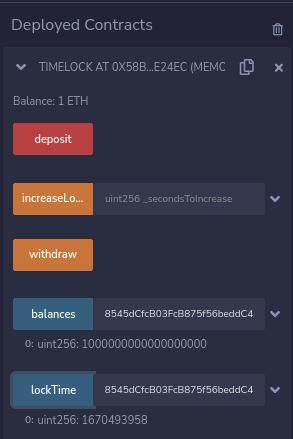 Deployed Contracts
TIMELOCK AT 0X58B...E24EC (MEMC
Balance: 1 ETH
deposit
increaseLo... uint256 _secondsToIncrease
withdraw
balances 8545dCfcB03FcB875f56beddC4
0: uint256: 1000000000000000000
lockTime 8545dCfcB03FcB875f56beddC4
0: uint256: 1670493958